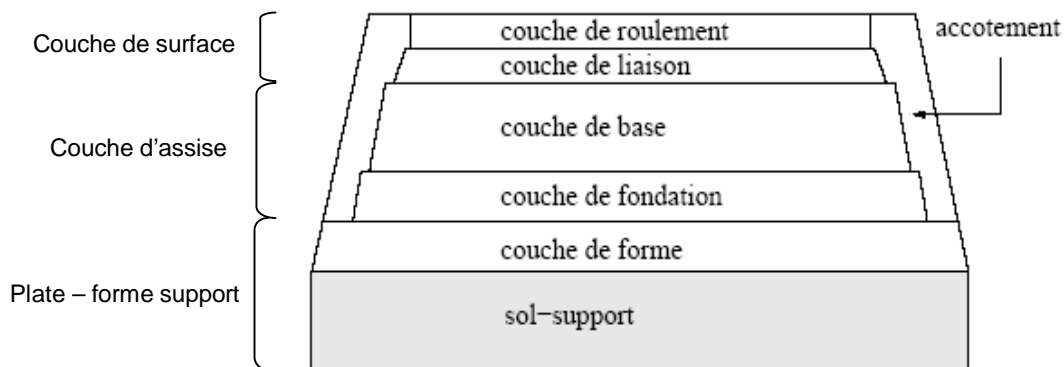 couche de roulement
accotement
Couche de surface
couche de liaison
couche de base
Couche d’assise
couche de fondation
couche de forme
Plate – forme support
sol-support